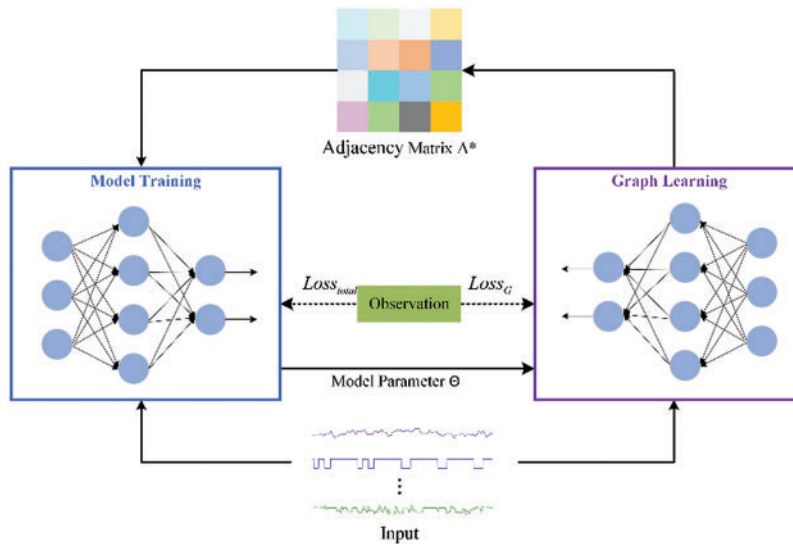 Adjacency Matrix A*
Model Training
Graph Learning
Loss_total
Observation
Loss_G
Model Parameter Θ
⋮
Input